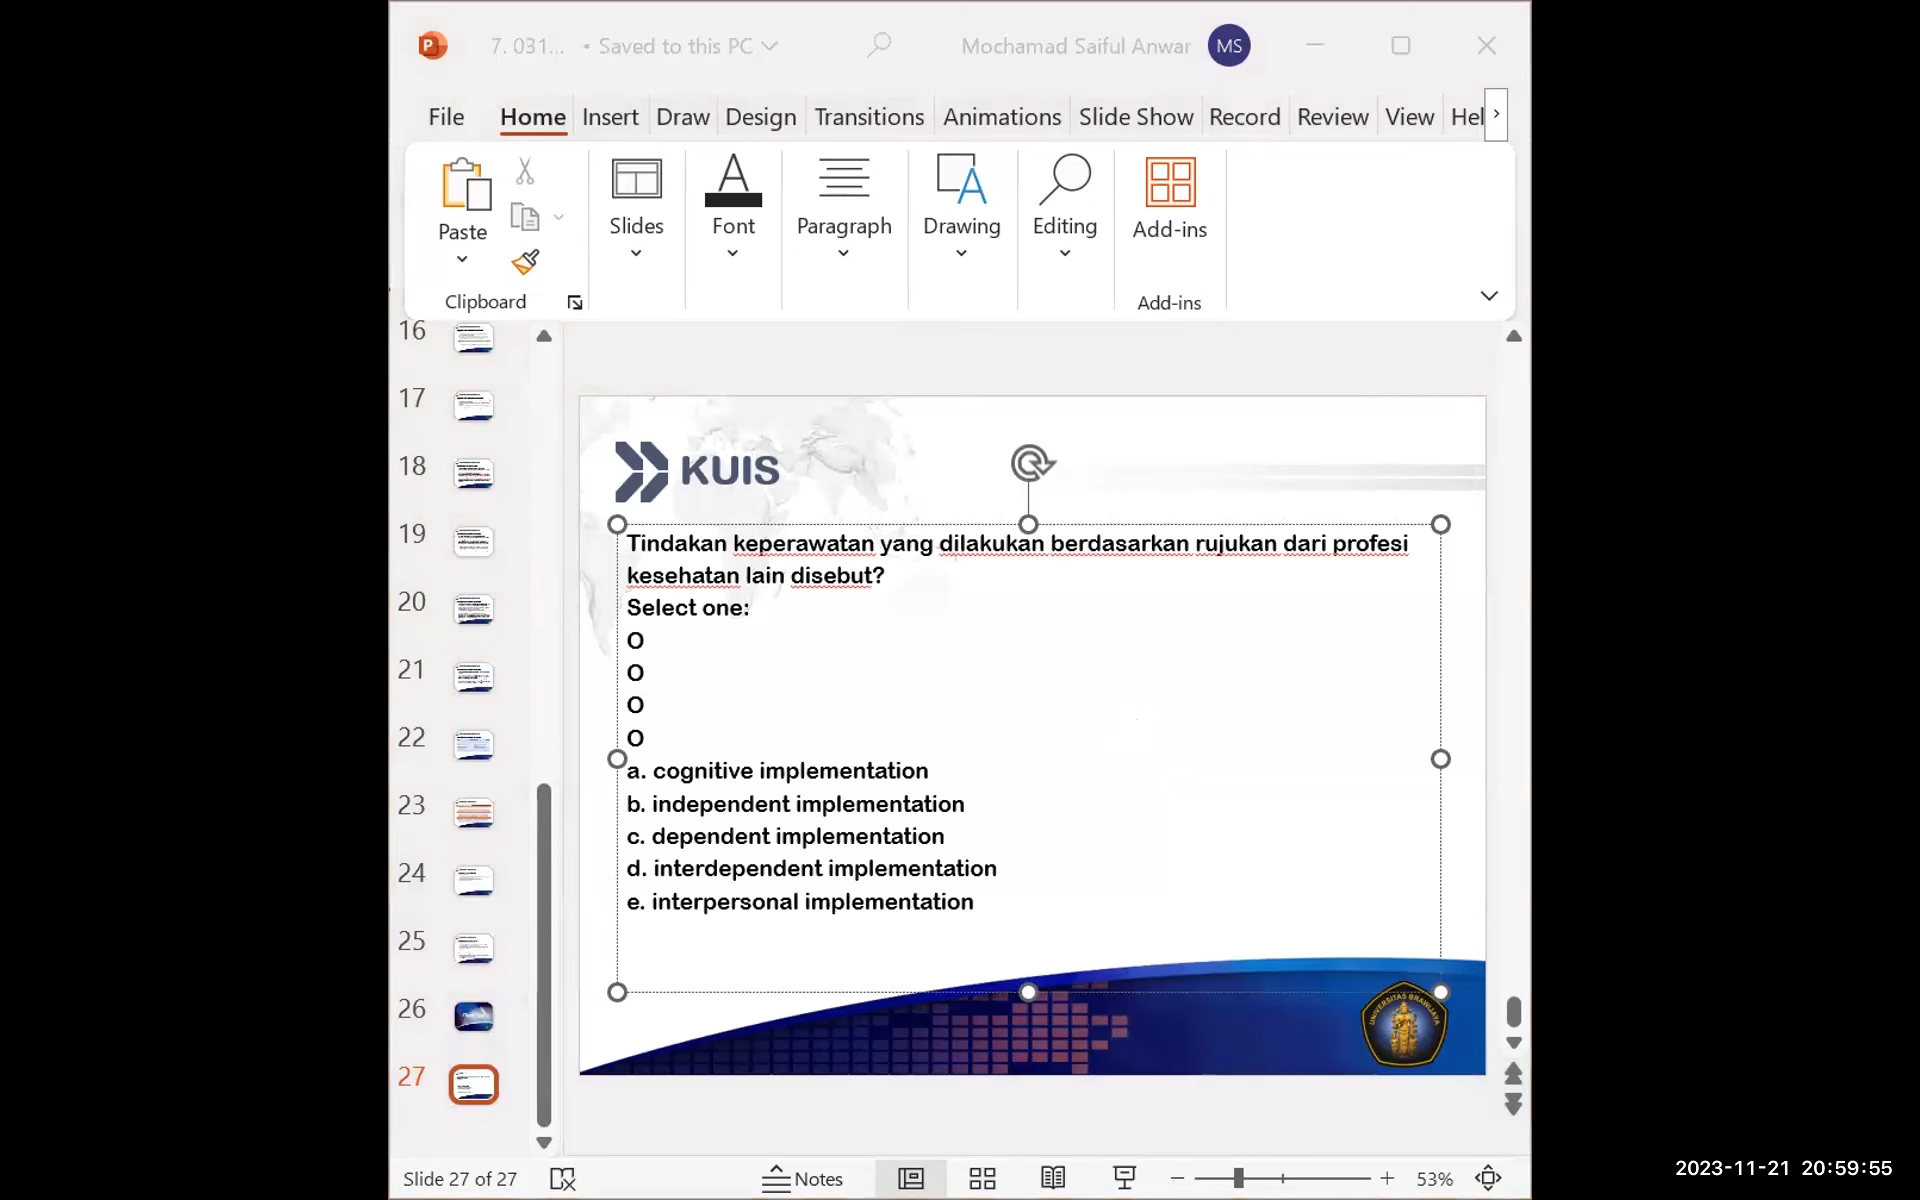 7. 031... • Saved to this PC
Mochamad Saiful Anwar
MS
File Home Insert Draw Design Transitions Animations Slide Show Record Review View Hel
Paste
Slides
Font
Paragraph
Drawing
Editing
Add-ins
Clipboard
Add-ins
16
17
18
19
20
21
22
23
24
25
26
27
KUIS
Tindakan keperawatan yang dilakukan berdasarkan rujukan dari profesi
kesehatan lain disebut?
Select one:
O
O
O
O
a. cognitive implementation
b. independent implementation
c. dependent implementation
d. interdependent implementation
e. interpersonal implementation
UNIVERSITAS BRAWIJAYA
Slide 27 of 27
Notes
53%
2023-11-21 20:59:55